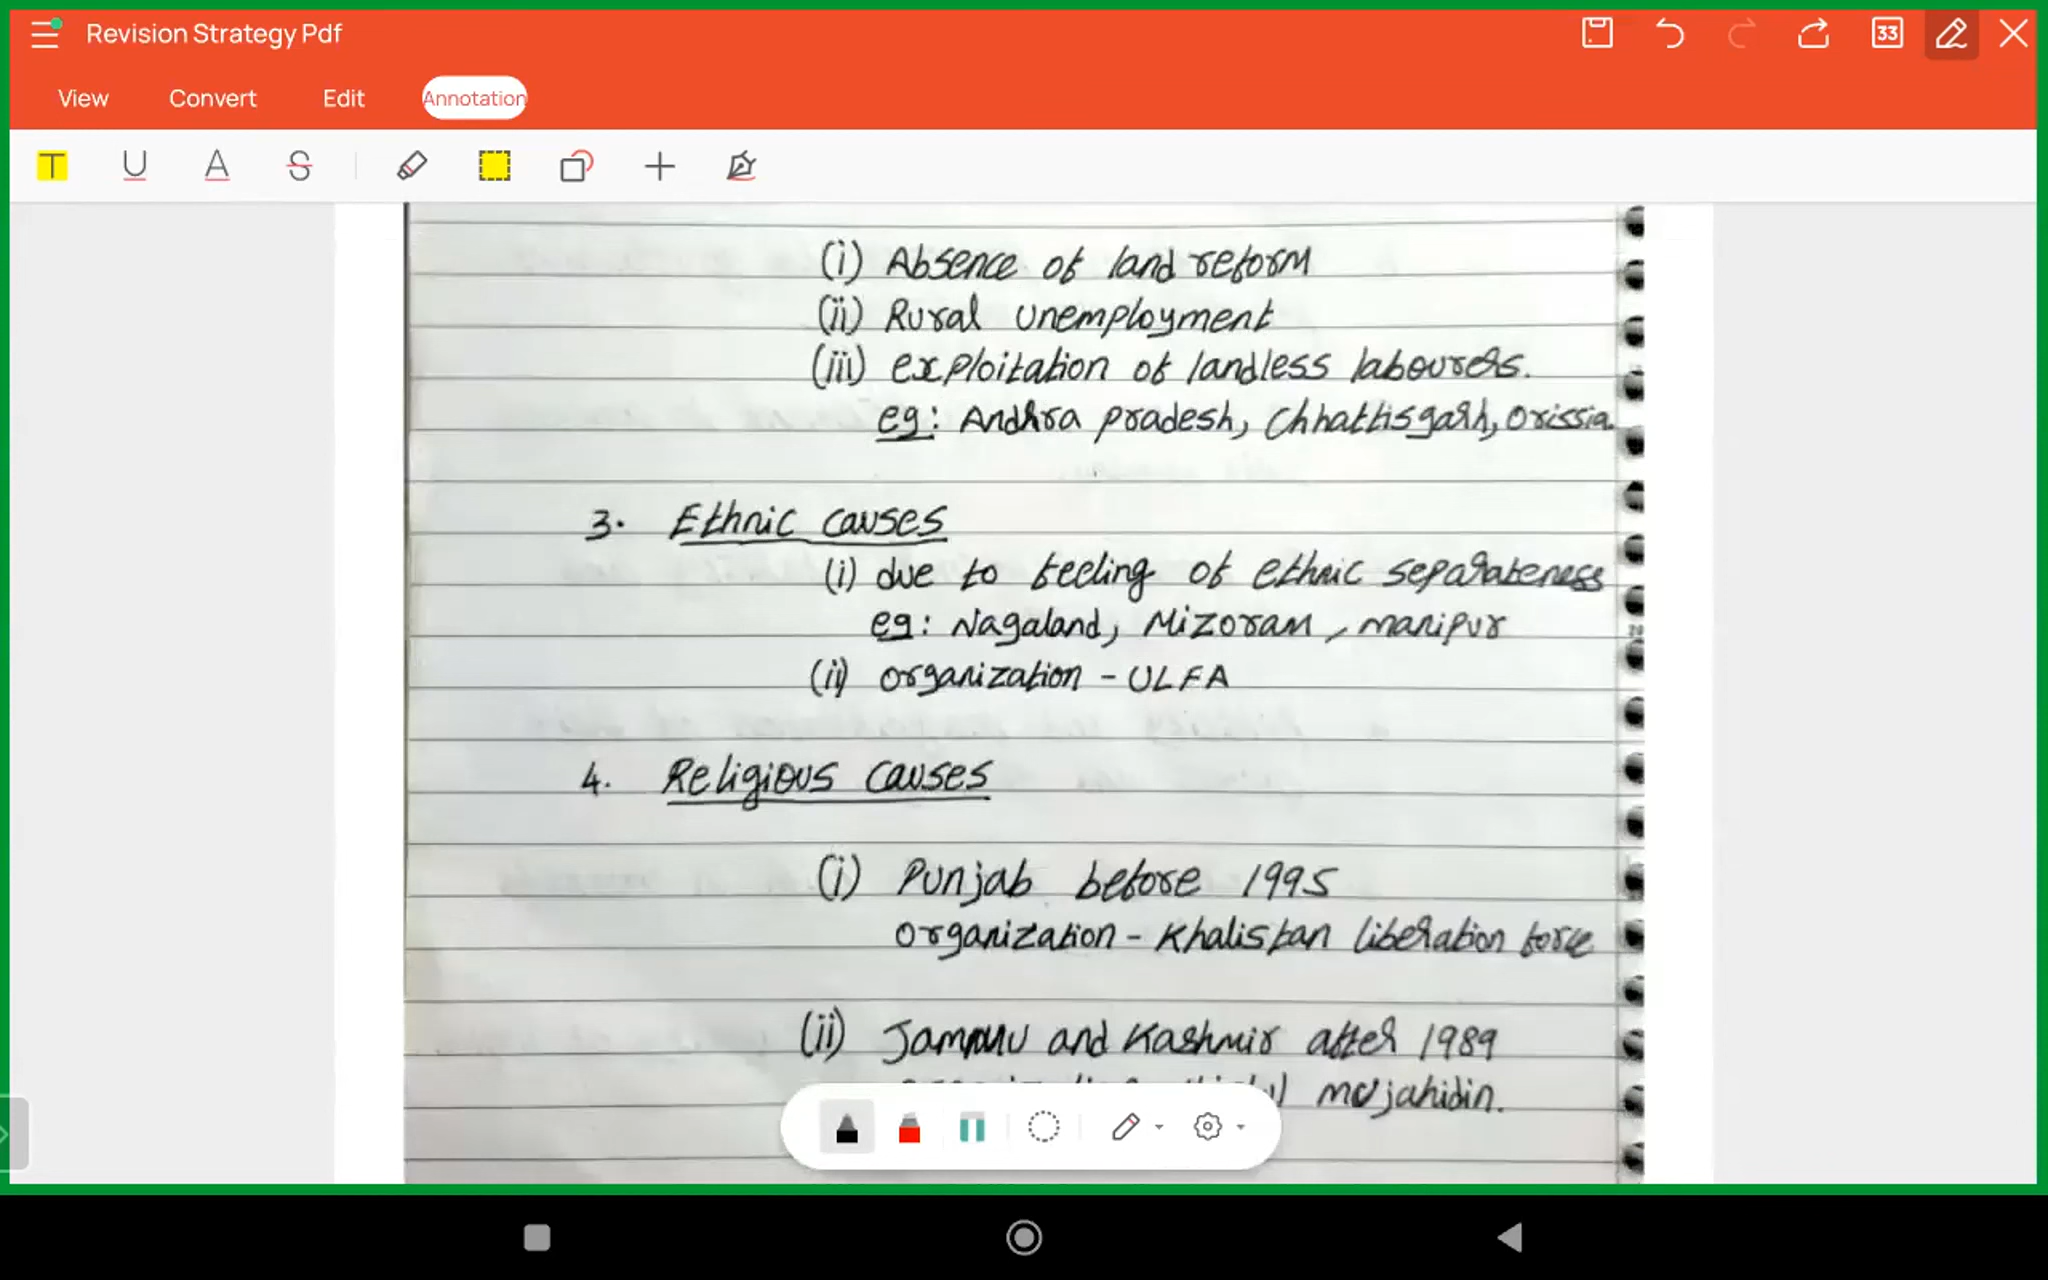 Revision Strategy Pdf
33
View Convert Edit Annotation
T U A S
(i) Absence of land reform
(ii) Rural unemployment
(iii) exploitation of landless labourers.
eg: Andhra pradesh, Chhattisgarh, Orissia.
3. Ethnic causes
(i) due to feeling of ethnic separateness
eg: Nagaland, Mizoram, manipur
(ii) organization - ULFA
4. Religious causes
(i) Punjab before 1995
organization - Khalistan liberation force
(ii) Jammu and Kashmir after 1989
mujahidin.